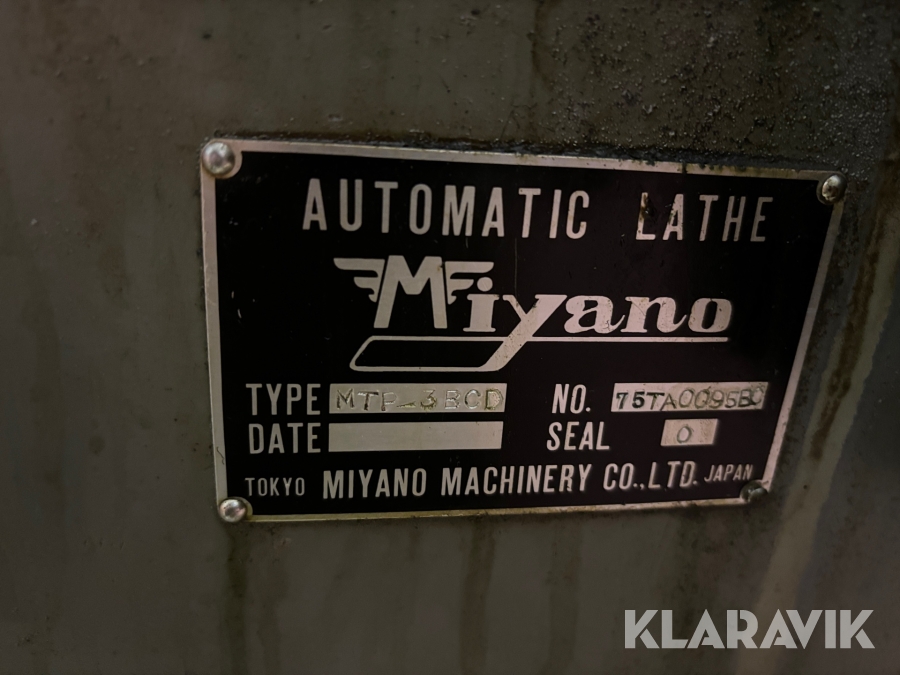 AUTOMATIC LATHE
Miyano
TYPE MTP-3BCD NO. 75TA0095BC
DATE SEAL 0
TOKYO MIYANO MACHINERY CO.,LTD. JAPAN
KLARAVIK